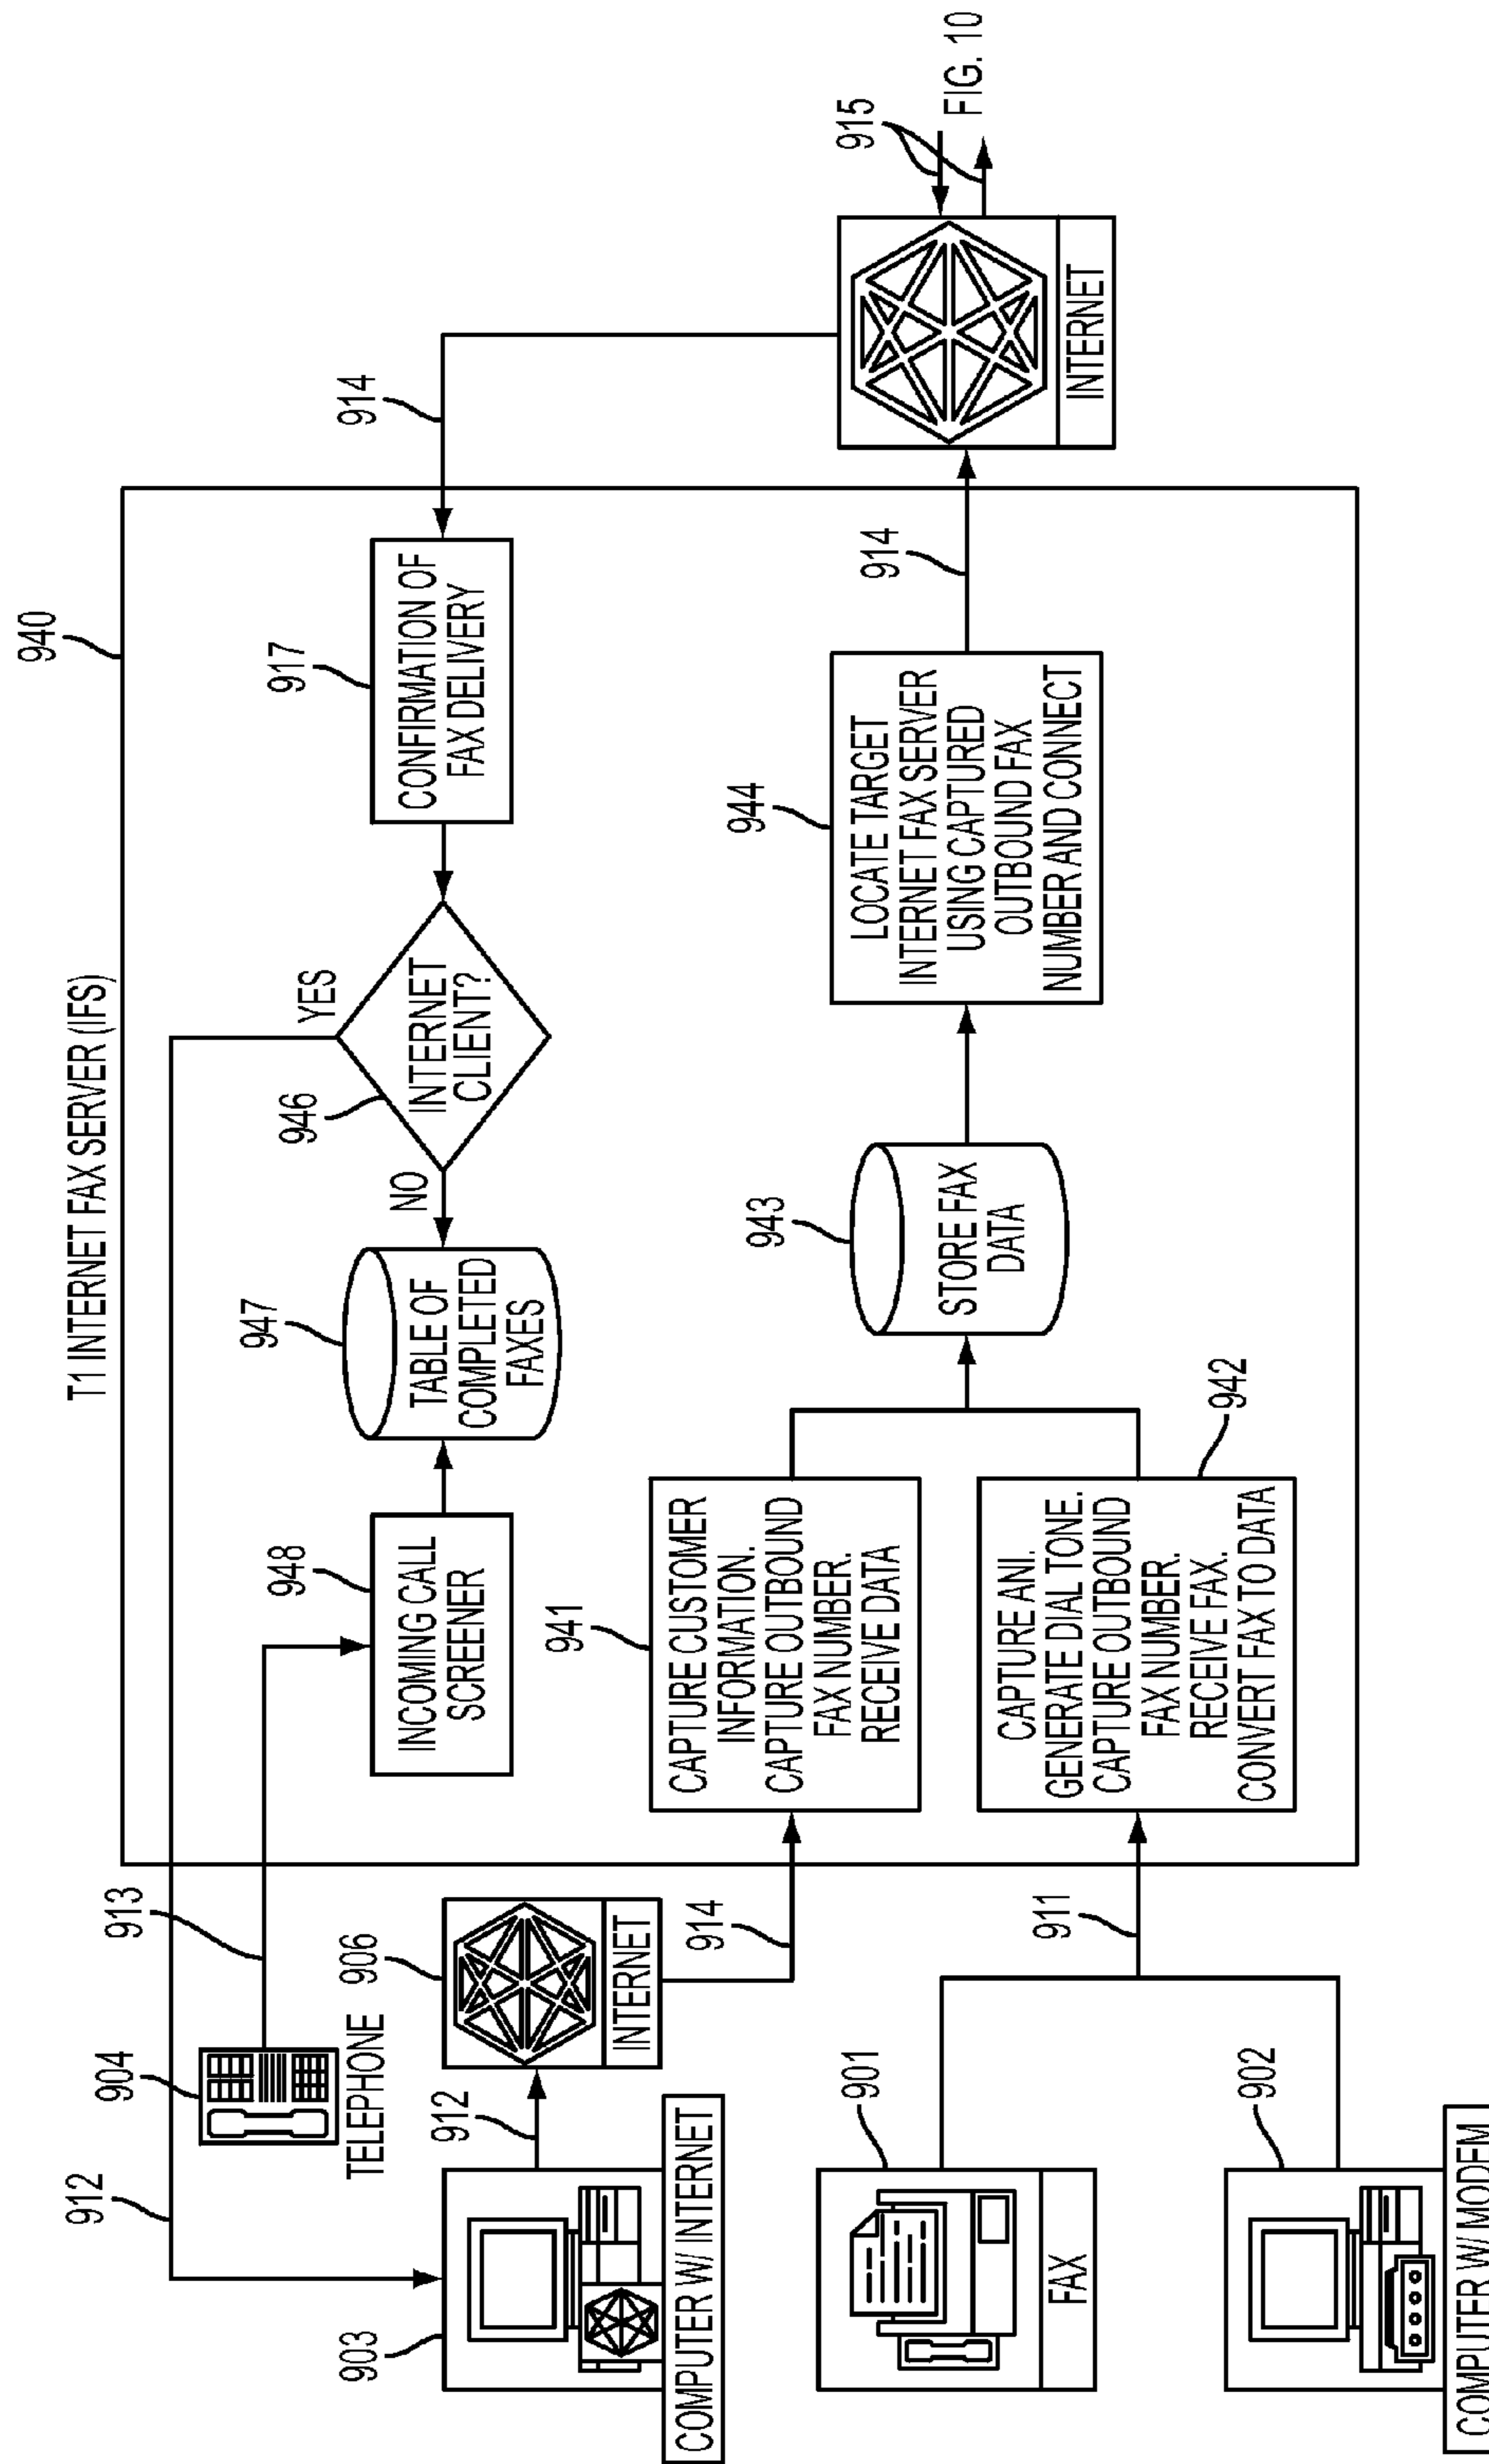 T1 INTERNET FAX SERVER (IFS)
940
912
904
TELEPHONE
913
903
COMPUTER W/ INTERNET
912
906
INTERNET
914
948
INCOMING CALL
SCREENER
947
TABLE OF
COMPLETED
FAXES
NO
946
INTERNET
CLIENT?
YES
917
CONFIRMATION OF
FAX DELIVERY
914
941
CAPTURE CUSTOMER
INFORMATION.
CAPTURE OUTBOUND
FAX NUMBER.
RECEIVE DATA
901
FAX
902
COMPUTER W/ MODEM
911
942
CAPTURE ANI.
GENERATE DIAL TONE.
CAPTURE OUTBOUND
FAX NUMBER.
RECEIVE FAX.
CONVERT FAX TO DATA
943
STORE FAX
DATA
944
LOCATE TARGET
INTERNET FAX SERVER
USING CAPTURED
OUTBOUND FAX
NUMBER AND CONNECT
914
INTERNET
915
FIG. 10